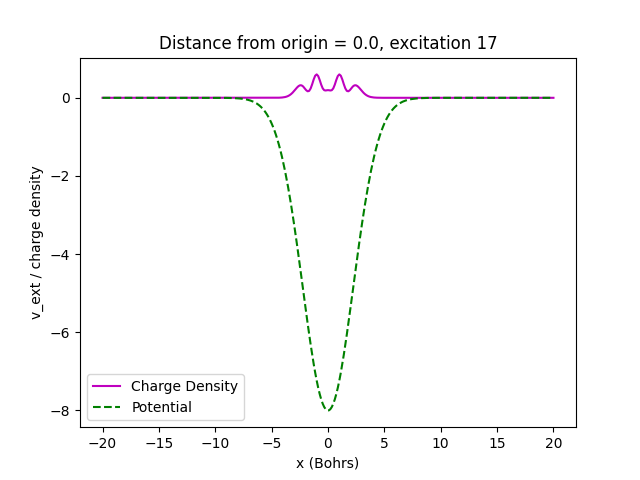 Distance from origin = 0.0, excitation 17
v_ext / charge density
0
−2
−4
−6
−8
Charge Density
Potential
−20 −15 −10 −5 0 5 10 15 20
x (Bohrs)